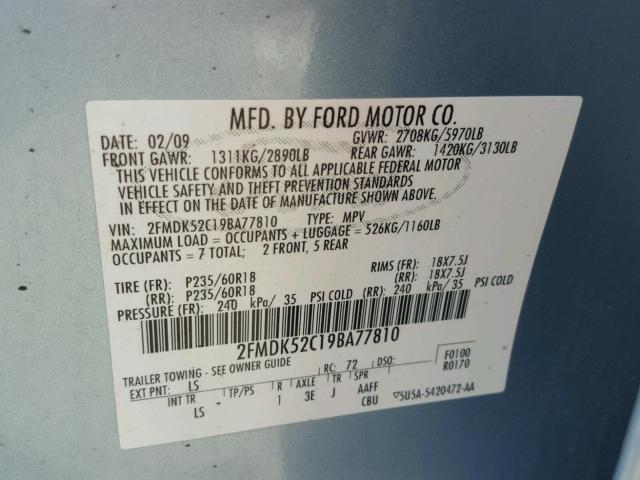 MFD. BY FORD MOTOR CO.
DATE: 02/09 GVWR: 2708KG/5970LB
FRONT GAWR: 1311KG/2890LB REAR GAWR: 1420KG/3130LB
THIS VEHICLE CONFORMS TO ALL APPLICABLE FEDERAL MOTOR
VEHICLE SAFETY AND THEFT PREVENTION STANDARDS
IN EFFECT ON THE DATE OF MANUFACTURE SHOWN ABOVE.
VIN: 2FMDK52C19BA77810 TYPE: MPV
MAXIMUM LOAD = OCCUPANTS + LUGGAGE = 526KG/1160LB
OCCUPANTS = 7 TOTAL; 2 FRONT, 5 REAR
TIRE (FR): P235/60R18 RIMS (FR): 18X7.5J
(RR): P235/60R18 (RR): 18X7.5J
PRESSURE (FR): 240 kPa/ 35 PSI COLD (RR): 240 kPa/ 35 PSI COLD
2FMDK52C19BA77810
TRAILER TOWING - SEE OWNER GUIDE RC: 72 DSO: F0100
EXT PNT: LS R0170
INT TR TP/PS R AXLE TR SPR
LS - 1 3E J AAFF
CBU ▽5U5A-5420472-AA